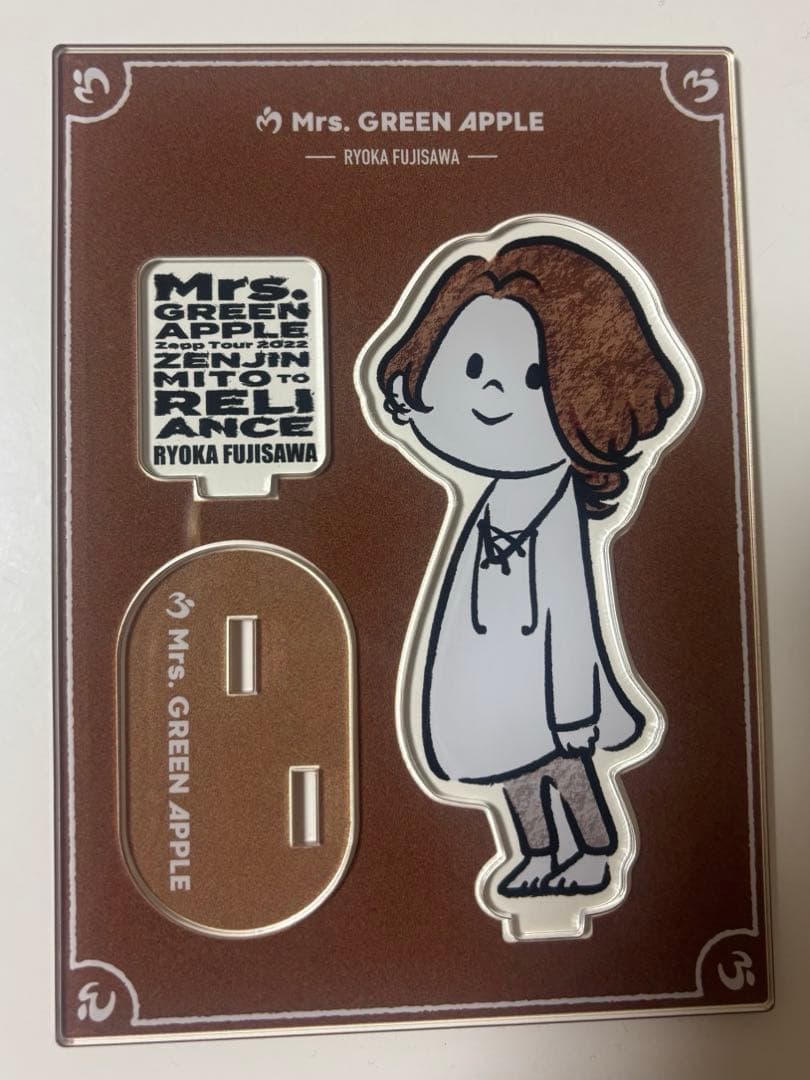 Mrs. GREEN APPLE
RYOKA FUJISAWA
Mrs.
GREEN
APPLE
Zepp Tour 2022
ZENJIN
MITO TO
RELI
ANCE
RYOKA FUJISAWA
Mrs. GREEN APPLE